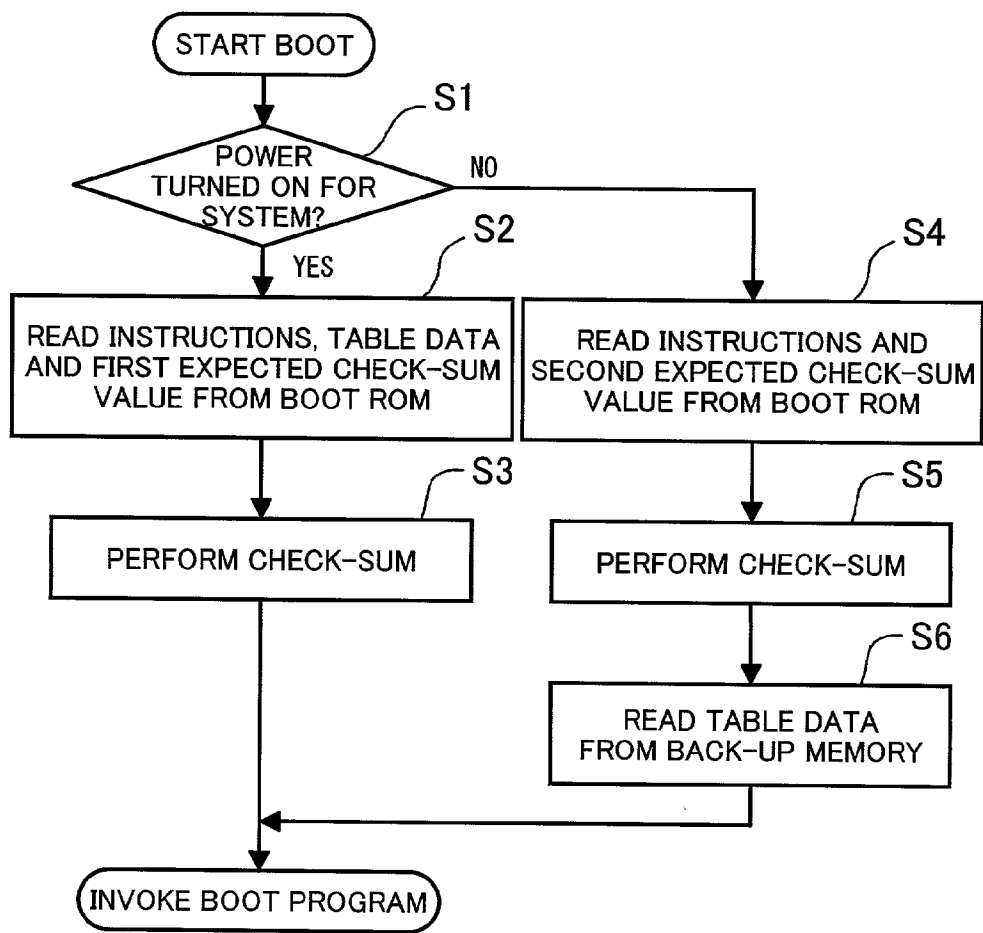 START BOOT
S1
POWER
TURNED ON FOR
SYSTEM?
NO
YES
S2
READ INSTRUCTIONS, TABLE DATA
AND FIRST EXPECTED CHECK-SUM
VALUE FROM BOOT ROM
S4
READ INSTRUCTIONS AND
SECOND EXPECTED CHECK-SUM
VALUE FROM BOOT ROM
S3
PERFORM CHECK-SUM
S5
PERFORM CHECK-SUM
S6
READ TABLE DATA
FROM BACK-UP MEMORY
INVOKE BOOT PROGRAM